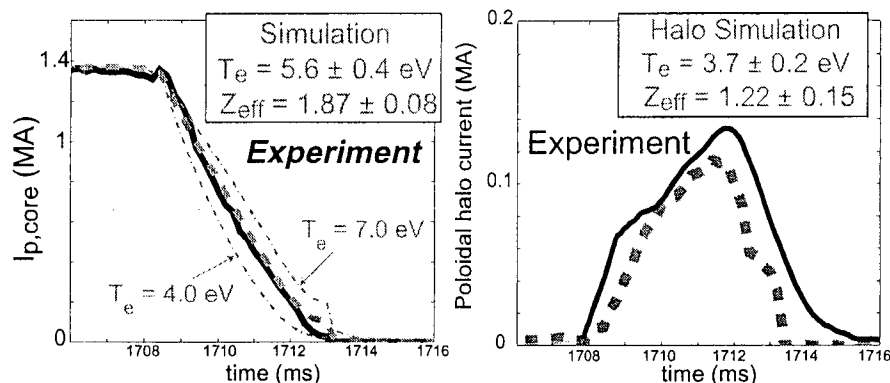 Simulation
Tₑ = 5.6 ± 0.4 eV
Z_eff = 1.87 ± 0.08
Experiment
Tₑ = 7.0 eV
Tₑ = 4.0 eV
I_p,core (MA)
1.4
1
0
1708 1710 1712 1714 1716
time (ms)
Halo Simulation
Tₑ = 3.7 ± 0.2 eV
Z_eff = 1.22 ± 0.15
Experiment
Poloidal halo current (MA)
0.2
0.1
0
1708 1710 1712 1714 1716
time (ms)